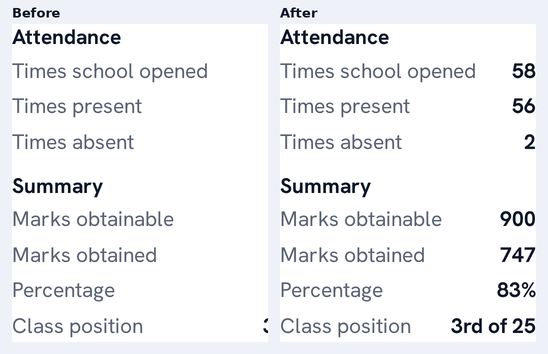 Before
Attendance
Times school opened
Times present
Times absent
Summary
Marks obtainable
Marks obtained
Percentage
Class position
After
Attendance
Times school opened 58
Times present 56
Times absent 2
Summary
Marks obtainable 900
Marks obtained 747
Percentage 83%
Class position 3rd of 25